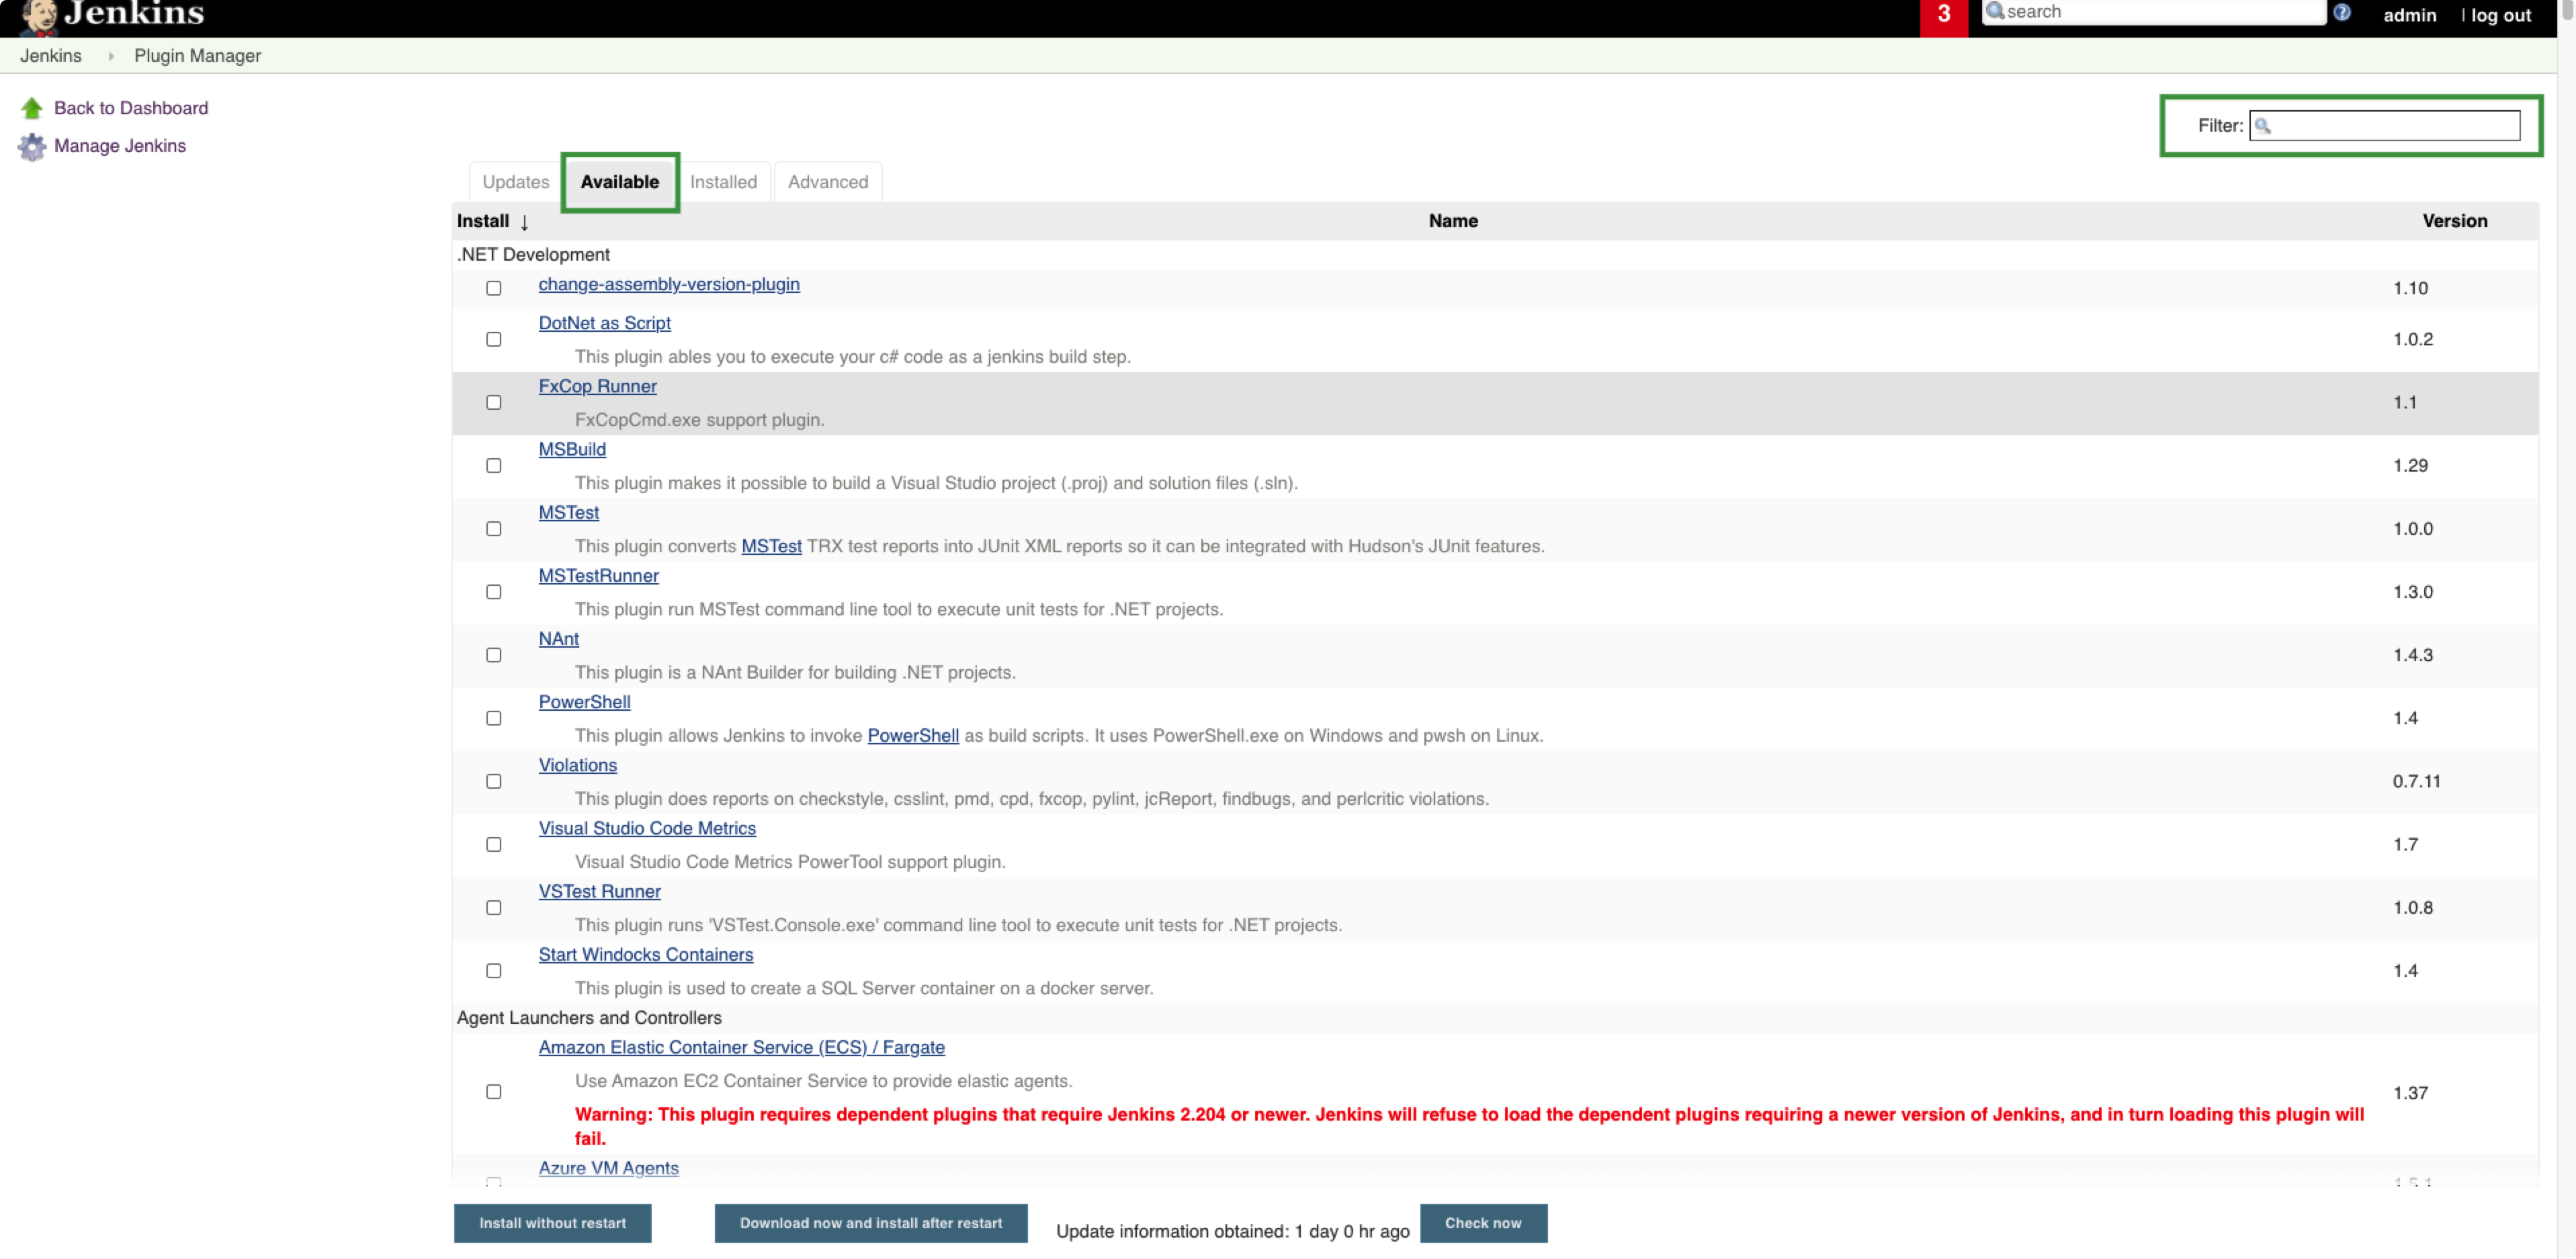 Jenkins
3
search
admin
| log out
Jenkins
Plugin Manager
Back to Dashboard
Manage Jenkins
Filter:
Updates
Available
Installed
Advanced
Install ↓
Name
Version
.NET Development
change-assembly-version-plugin
1.10
DotNet as Script
This plugin ables you to execute your c# code as a jenkins build step.
1.0.2
FxCop Runner
FxCopCmd.exe support plugin.
1.1
MSBuild
This plugin makes it possible to build a Visual Studio project (.proj) and solution files (.sln).
1.29
MSTest
This plugin converts MSTest TRX test reports into JUnit XML reports so it can be integrated with Hudson's JUnit features.
1.0.0
MSTestRunner
This plugin run MSTest command line tool to execute unit tests for .NET projects.
1.3.0
NAnt
This plugin is a NAnt Builder for building .NET projects.
1.4.3
PowerShell
This plugin allows Jenkins to invoke PowerShell as build scripts. It uses PowerShell.exe on Windows and pwsh on Linux.
1.4
Violations
This plugin does reports on checkstyle, csslint, pmd, cpd, fxcop, pylint, jcReport, findbugs, and perlcritic violations.
0.7.11
Visual Studio Code Metrics
Visual Studio Code Metrics PowerTool support plugin.
1.7
VSTest Runner
This plugin runs 'VSTest.Console.exe' command line tool to execute unit tests for .NET projects.
1.0.8
Start Windocks Containers
This plugin is used to create a SQL Server container on a docker server.
1.4
Agent Launchers and Controllers
Amazon Elastic Container Service (ECS) / Fargate
Use Amazon EC2 Container Service to provide elastic agents.
1.37
Warning: This plugin requires dependent plugins that require Jenkins 2.204 or newer. Jenkins will refuse to load the dependent plugins requiring a newer version of Jenkins, and in turn loading this plugin will
fail.
Azure VM Agents
Install without restart
Download now and install after restart
Update information obtained: 1 day 0 hr ago
Check now